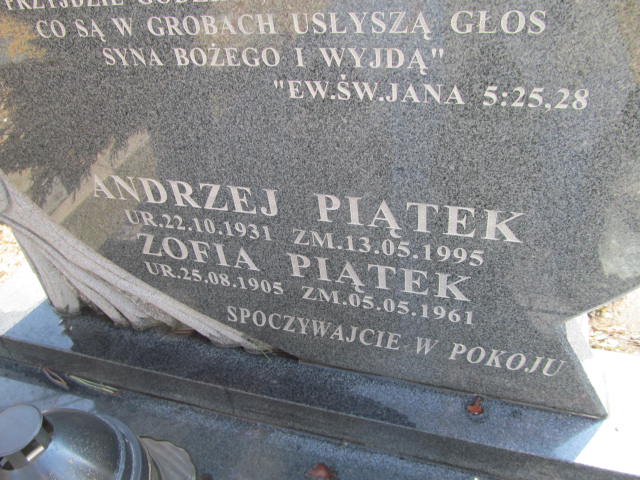 PRZYJDZIE
CO SĄ W GROBACH USŁYSZĄ GŁOS
SYNA BOŻEGO I WYJDĄ"
"EW.ŚW.JANA 5:25,28
ANDRZEJ PIĄTEK
UR.22.10.1931 ZM.13.05.1995
ZOFIA PIĄTEK
UR.25.08.1905 ZM.05.05.1961
SPOCZYWAJCIE W POKOJU